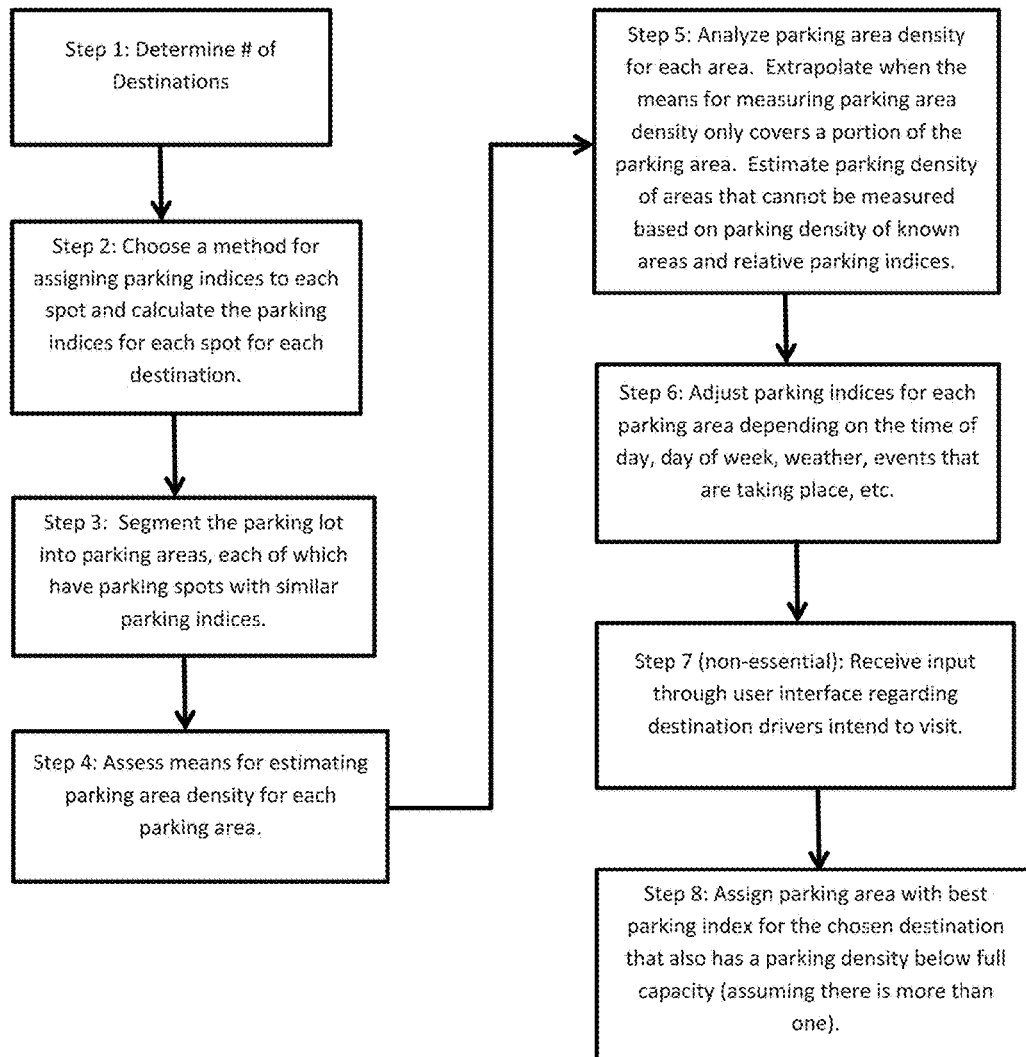 Step 1: Determine # of
Destinations
Step 2: Choose a method for
assigning parking indices to each
spot and calculate the parking
indices for each spot for each
destination.
Step 3:  Segment the parking lot
into parking areas, each of which
have parking spots with similar
parking indices.
Step 4: Assess means for estimating
parking area density for each
parking area.
Step 5: Analyze parking area density
for each area.  Extrapolate when the
means for measuring parking area
density only covers a portion of the
parking area.  Estimate parking density
of areas that cannot be measured
based on parking density of known
areas and relative parking indices.
Step 6: Adjust parking indices for each
parking area depending on the time of
day, day of week, weather, events that
are taking place, etc.
Step 7 (non-essential): Receive input
through user interface regarding
destination drivers intend to visit.
Step 8: Assign parking area with best
parking index for the chosen destination
that also has a parking density below full
capacity (assuming there is more than
one).